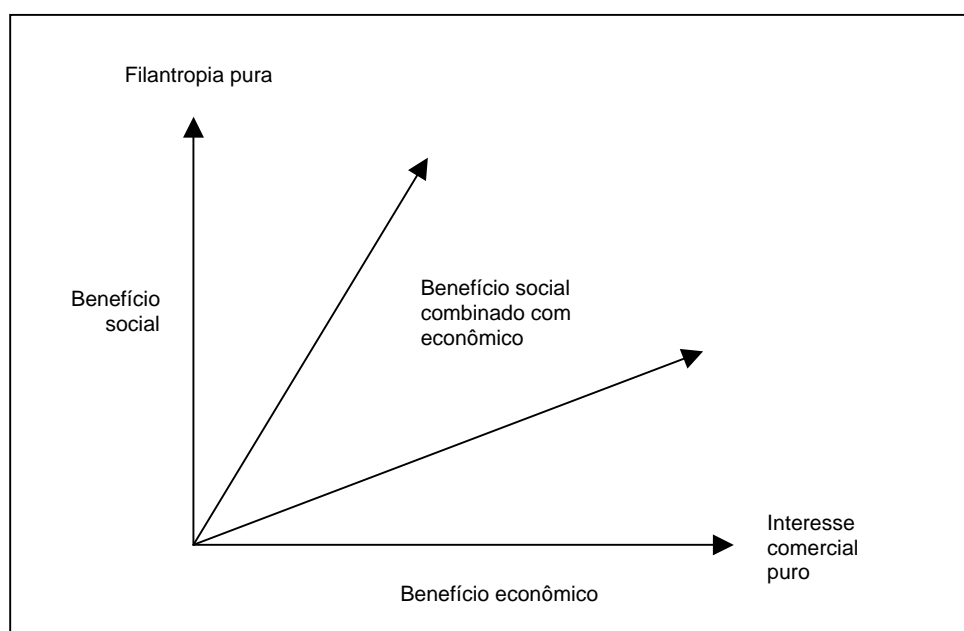 Filantropia pura
Benefício
social
Benefício social
combinado com
econômico
Interesse
comercial
puro
Benefício econômico